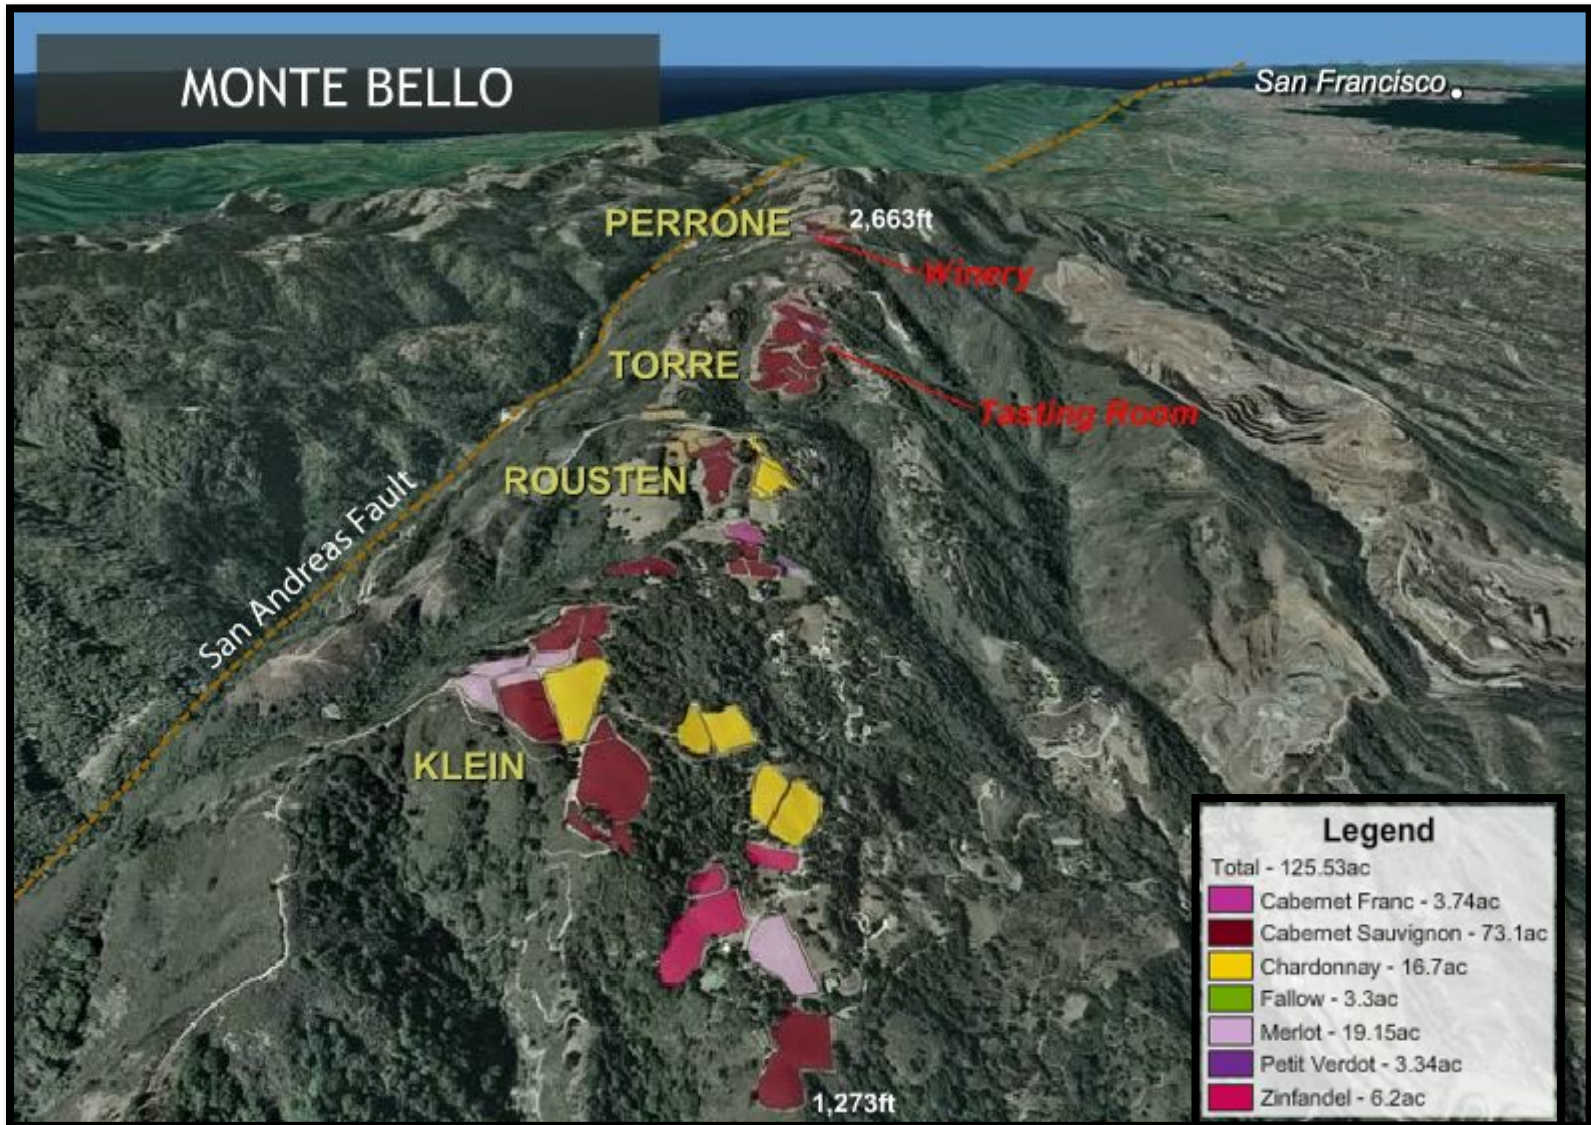 MONTE BELLO
San Francisco
PERRONE
2,663ft
Winery
TORRE
Tasting Room
ROUSTEN
San Andreas Fault
KLEIN
1,273ft
Legend
Total - 125.53ac
Cabernet Franc - 3.74ac
Cabernet Sauvignon - 73.1ac
Chardonnay - 16.7ac
Fallow - 3.3ac
Merlot - 19.15ac
Petit Verdot - 3.34ac
Zinfandel - 6.2ac